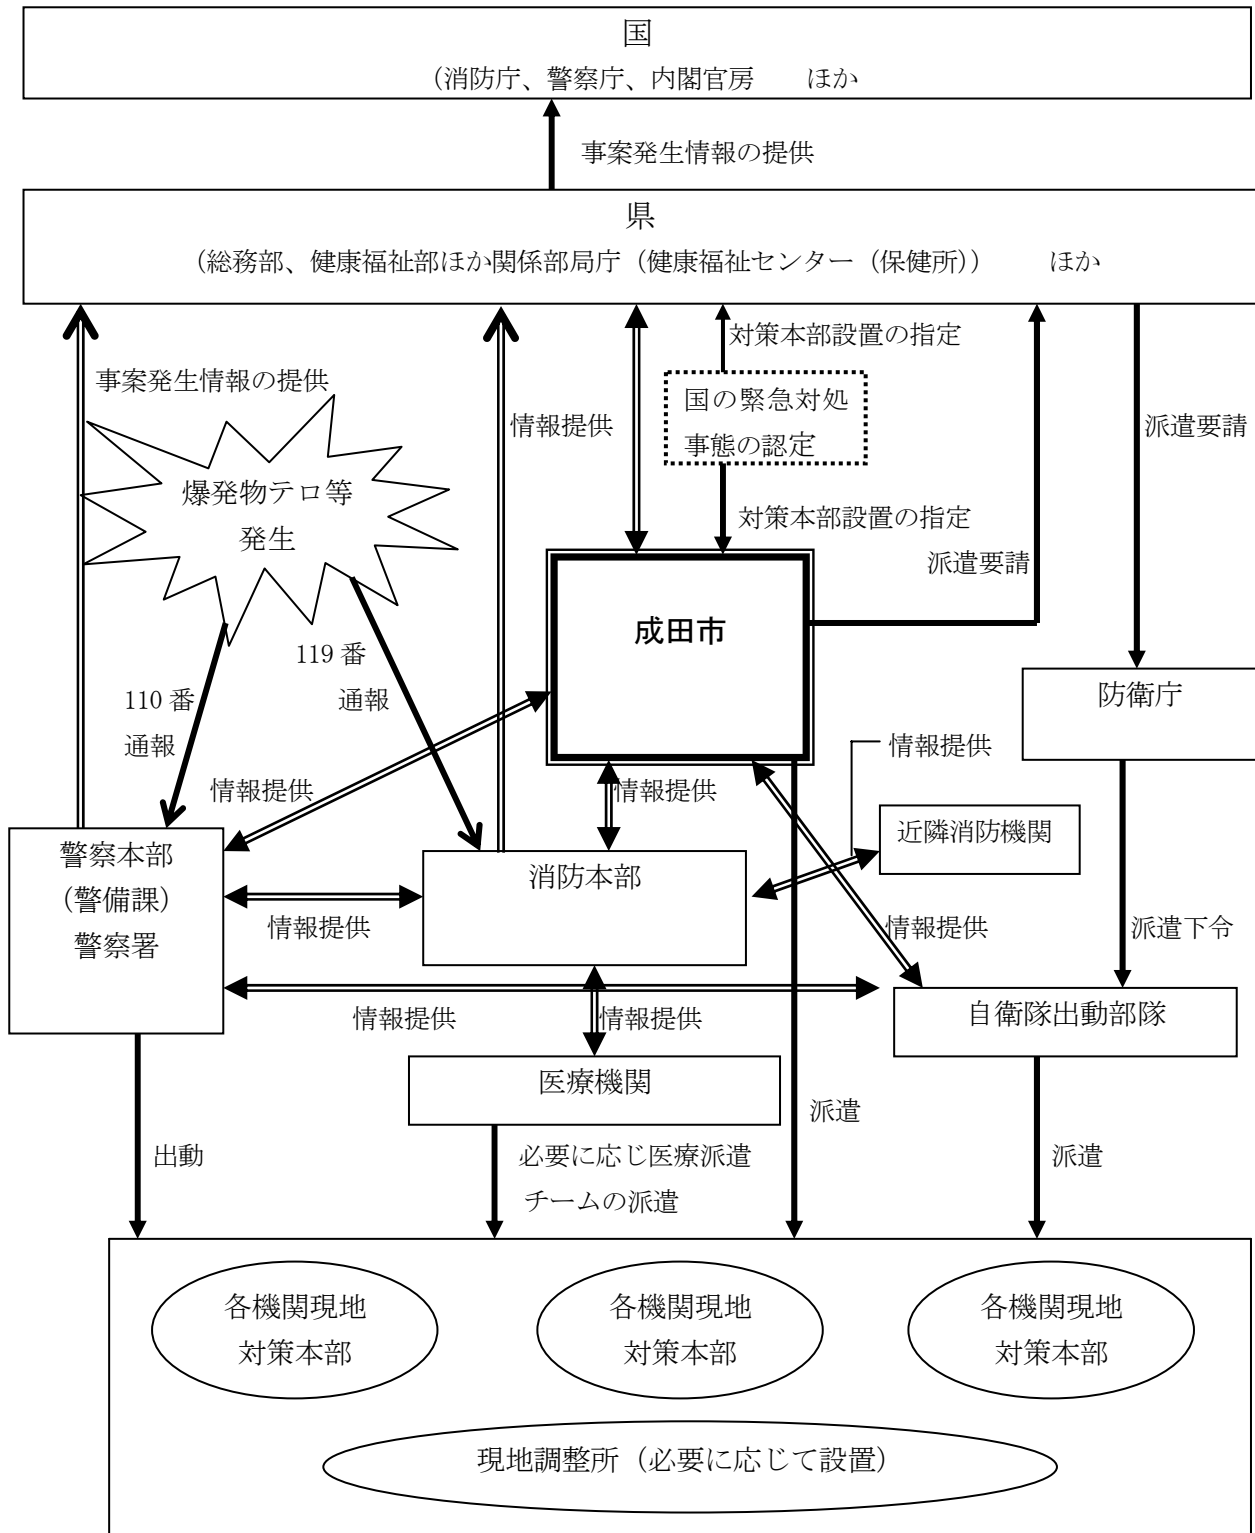 国
（消防庁、警察庁、内閣官房　　ほか
事案発生情報の提供
県
（総務部、健康福祉部ほか関係部局庁（健康福祉センター（保健所））　　ほか
対策本部設置の指定
事案発生情報の提供
国の緊急対処
事態の認定
情報提供
派遣要請
爆発物テロ等
発生
対策本部設置の指定
派遣要請
成田市
119 番
通報
110 番
通報
防衛庁
情報提供
情報提供
情報提供
近隣消防機関
警察本部
（警備課）
警察署
消防本部
情報提供
情報提供
派遣下令
情報提供
情報提供
自衛隊出動部隊
医療機関
派遣
出動
必要に応じ医療派遣
チームの派遣
派遣
各機関現地
対策本部
各機関現地
対策本部
各機関現地
対策本部
現地調整所（必要に応じて設置）